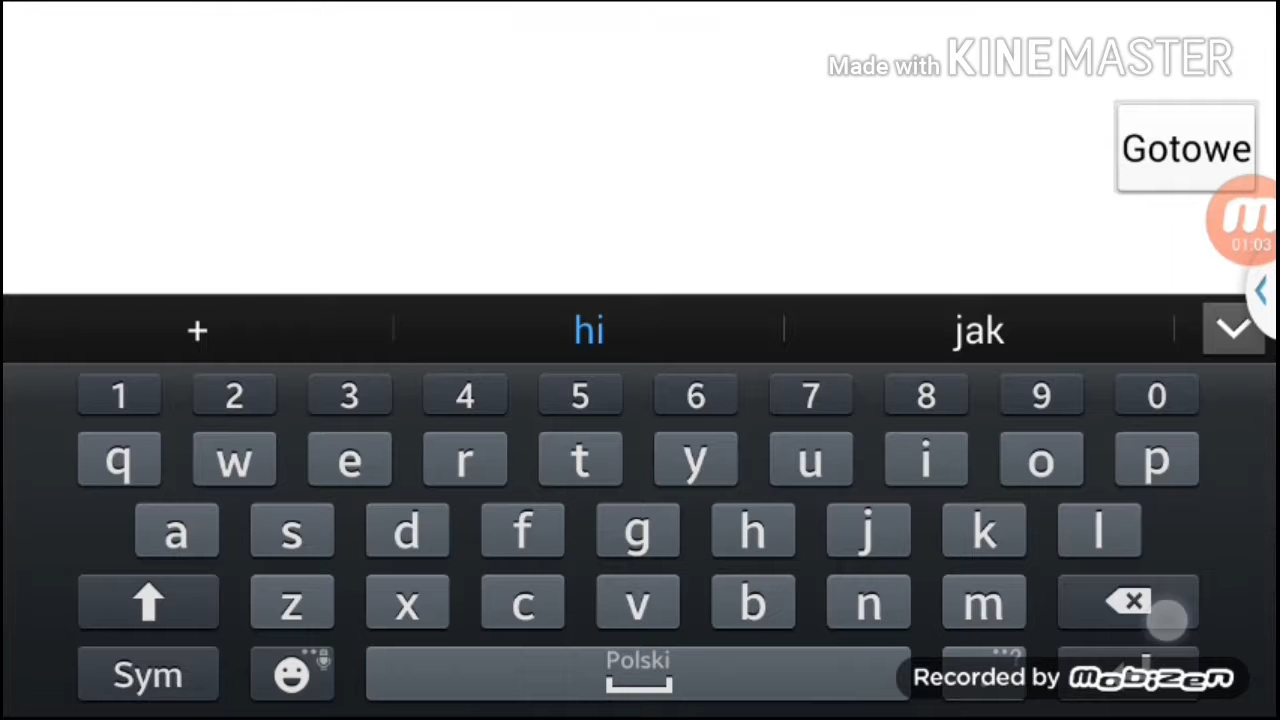 Made with KINEMASTER
Gotowe
01:03
+ hi jak
1 2 3 4 5 6 7 8 9 0
q w e r t y u i o p
a s d f g h j k l
z x c v b n m
Sym Polski ?
Recorded by mobizen